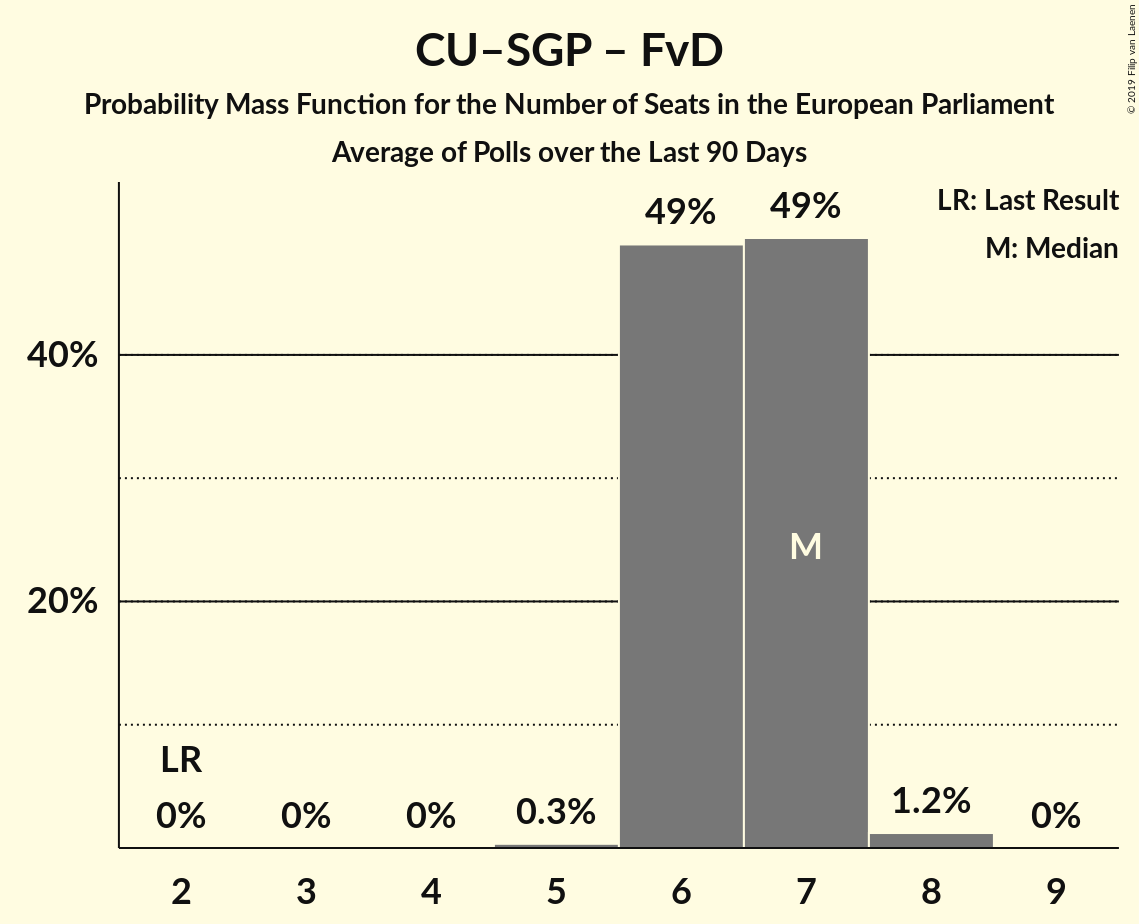 CU–SGP – FvD
Probability Mass Function for the Number of Seats in the European Parliament
Average of Polls over the Last 90 Days
© 2019 Filip van Laenen
LR: Last Result
M: Median
49%
49%
40%
M
20%
LR
0%
0%
0%
0.3%
1.2%
0%
2
3
4
5
6
7
8
9